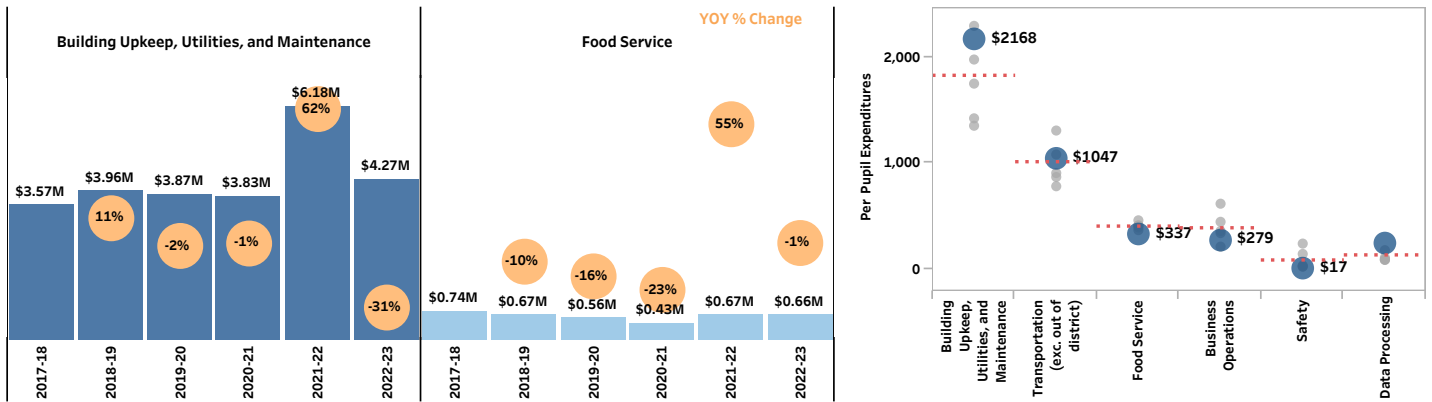 YOY % Change
Building Upkeep, Utilities, and Maintenance
Food Service
$3.57M
$3.96M
11%
$3.87M
-2%
$3.83M
-1%
$6.18M
62%
$4.27M
-31%
$0.74M
-10%
$0.67M
-16%
$0.56M
-23%
$0.43M
55%
$0.67M
-1%
$0.66M
2017-18
2018-19
2019-20
2020-21
2021-22
2022-23
2017-18
2018-19
2019-20
2020-21
2021-22
2022-23
Per Pupil Expenditures
2,000
1,000
0
$2168
$1047
$337
$279
$17
Building
Upkeep,
Utilities, and
Maintenance
Transportation
(exc. out of
district)
Food Service
Business
Operations
Safety
Data Processing